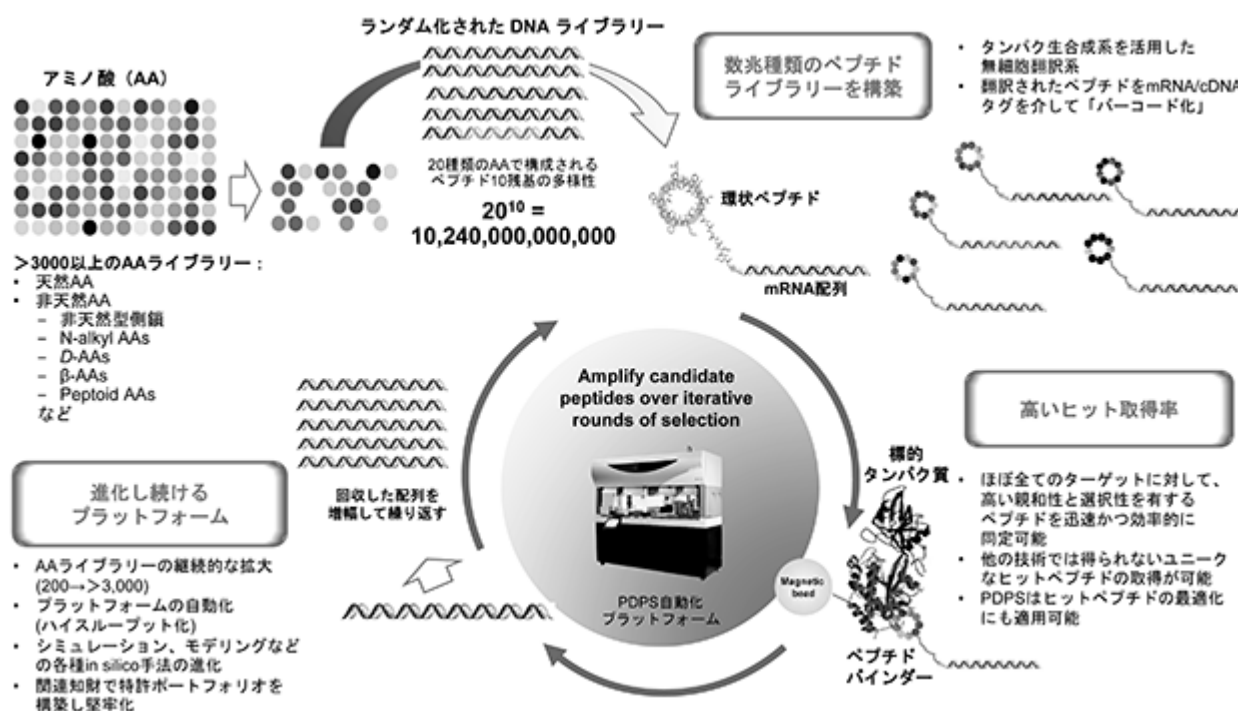 ランダム化された DNA ライブラリー
アミノ酸（AA）
20種類のAAで構成される
ペプチド10残基の多様性
20¹⁰ =
10,240,000,000,000
>3000以上のAAライブラリー：
• 天然AA
• 非天然AA
– 非天然型側鎖
– N-alkyl AAs
– D-AAs
– β-AAs
– Peptoid AAs
など
数兆種類のペプチド
ライブラリーを構築
• タンパク生合成系を活用した
無細胞翻訳系
• 翻訳されたペプチドをmRNA/cDNA
タグを介して「バーコード化」
環状ペプチド
mRNA配列
Amplify candidate
peptides over iterative
rounds of selection
PDPS自動化
プラットフォーム
高いヒット取得率
• ほぼ全てのターゲットに対して、
高い親和性と選択性を有する
ペプチドを迅速かつ効率的に
同定可能
• 他の技術では得られないユニーク
なヒットペプチドの取得が可能
• PDPSはヒットペプチドの最適化
にも適用可能
標的
タンパク質
Magnetic
bead
ペプチド
バインダー
回収した配列を
増幅して繰り返す
進化し続ける
プラットフォーム
• AAライブラリーの継続的な拡大
(200→＞3,000)
• プラットフォームの自動化
(ハイスループット化)
• シミュレーション、モデリングなど
の各種in silico手法の進化
• 関連知財で特許ポートフォリオを
構築し堅牢化